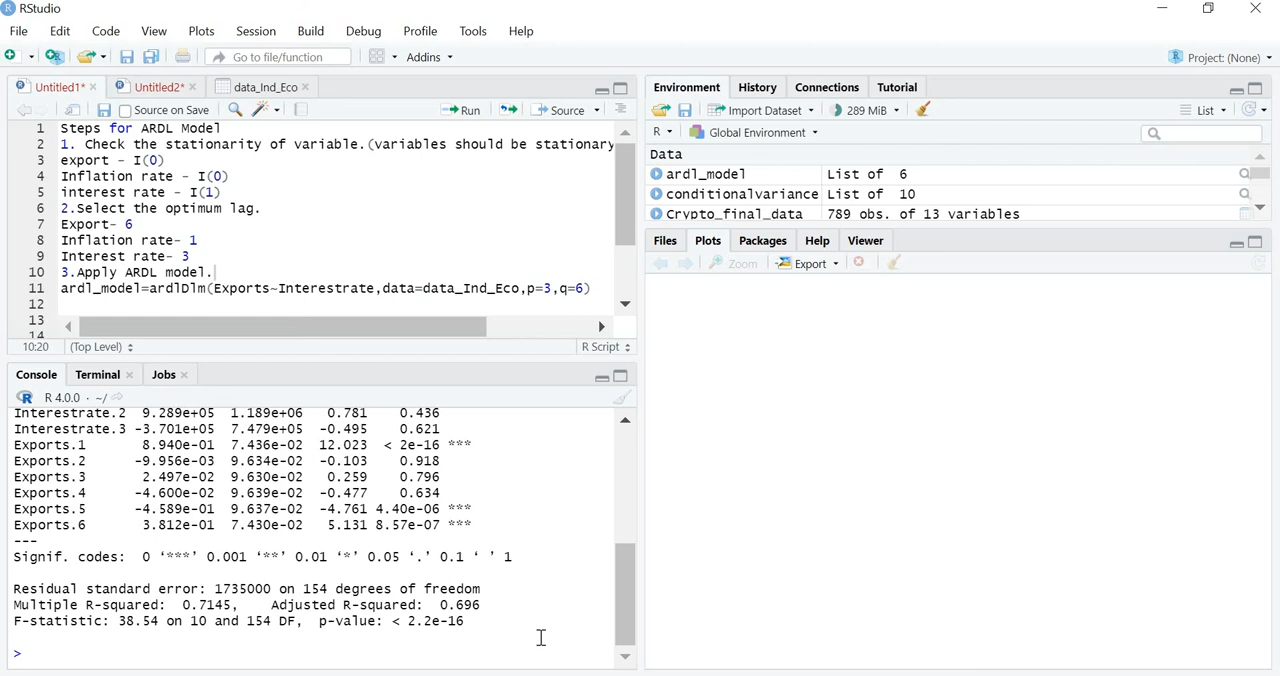 RStudio
File Edit Code View Plots Session Build Debug Profile Tools Help
Go to file/function Addins Project: (None)
Untitled1* Untitled2* data_Ind_Eco
Source on Save Run Source
1 Steps for ARDL Model
2 1. Check the stationarity of variable.(variables should be stationary
3 export - I(0)
4 Inflation rate - I(0)
5 interest rate - I(1)
6 2.Select the optimum lag.
7 Export- 6
8 Inflation rate- 1
9 Interest rate- 3
10 3.Apply ARDL model.
11 ardl_model=ardlDlm(Exports~Interestrate,data=data_Ind_Eco,p=3,q=6)
12
13
14
10:20 (Top Level) R Script
Console Terminal Jobs
R 4.0.0 · ~/
Interestrate.2 9.289e+05 1.189e+06 0.781 0.436
Interestrate.3 -3.701e+05 7.479e+05 -0.495 0.621
Exports.1 8.940e-01 7.436e-02 12.023 < 2e-16 ***
Exports.2 -9.956e-03 9.634e-02 -0.103 0.918
Exports.3 2.497e-02 9.630e-02 0.259 0.796
Exports.4 -4.600e-02 9.639e-02 -0.477 0.634
Exports.5 -4.589e-01 9.637e-02 -4.761 4.40e-06 ***
Exports.6 3.812e-01 7.430e-02 5.131 8.57e-07 ***
---
Signif. codes: 0 ‘***’ 0.001 ‘**’ 0.01 ‘*’ 0.05 ‘.’ 0.1 ‘ ’ 1
Residual standard error: 1735000 on 154 degrees of freedom
Multiple R-squared: 0.7145, Adjusted R-squared: 0.696
F-statistic: 38.54 on 10 and 154 DF, p-value: < 2.2e-16
>
Environment History Connections Tutorial
Import Dataset 289 MiB List
R Global Environment
Data
ardl_model List of 6
conditionalvariance List of 10
Crypto_final_data 789 obs. of 13 variables
Files Plots Packages Help Viewer
Zoom Export